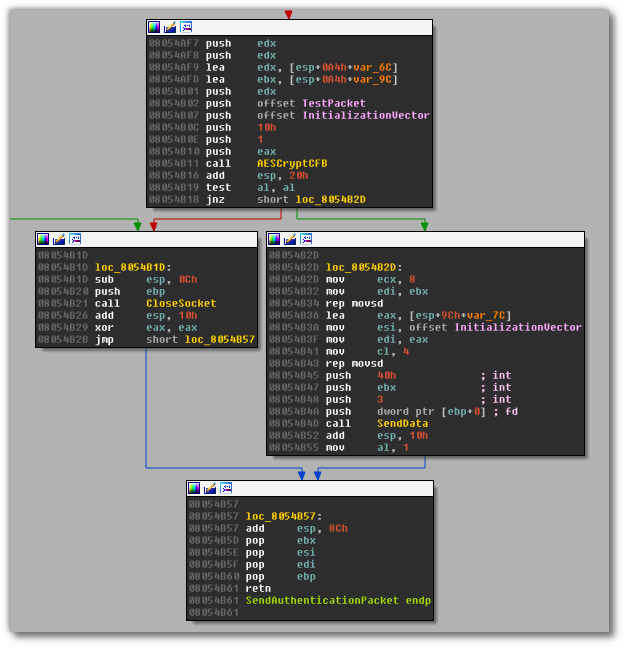 08054AF7 push edx
08054AF8 push edx
08054AF9 lea edx, [esp+0A4h+var_6C]
08054AFD lea ebx, [esp+0A4h+var_9C]
08054B01 push edx
08054B02 push offset TestPacket
08054B07 push offset InitializationVector
08054B0C push 10h
08054B0E push 1
08054B10 push eax
08054B11 call AESCryptCFB
08054B16 add esp, 20h
08054B19 test al, al
08054B1B jnz short loc_8054B2D
08054B1D
08054B1D loc_8054B1D:
08054B1D sub esp, 0Ch
08054B20 push ebp
08054B21 call CloseSocket
08054B26 add esp, 10h
08054B29 xor eax, eax
08054B2B jmp short loc_8054B57
08054B2D
08054B2D loc_8054B2D:
08054B2D mov ecx, 8
08054B32 mov edi, ebx
08054B34 rep movsd
08054B36 lea eax, [esp+9Ch+var_7C]
08054B3A mov esi, offset InitializationVector
08054B3F mov edi, eax
08054B41 mov cl, 4
08054B43 rep movsd
08054B45 push 40h ; int
08054B47 push ebx ; int
08054B48 push 3 ; int
08054B4A push dword ptr [ebp+0] ; fd
08054B4D call SendData
08054B52 add esp, 10h
08054B55 mov al, 1
08054B57
08054B57 loc_8054B57:
08054B57 add esp, 8Ch
08054B5D pop ebx
08054B5E pop esi
08054B5F pop edi
08054B60 pop ebp
08054B61 retn
08054B61 SendAuthenticationPacket endp
08054B61